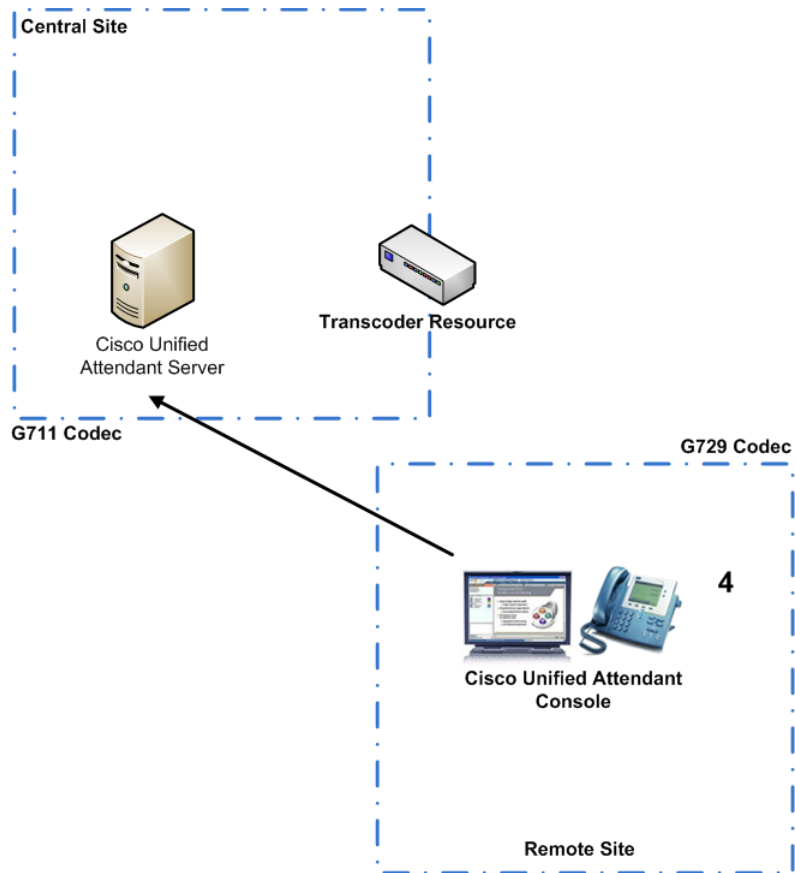 Central Site
Cisco Unified
Attendant Server
Transcoder Resource
G711 Codec
G729 Codec
4
Cisco Unified Attendant
Console
Remote Site